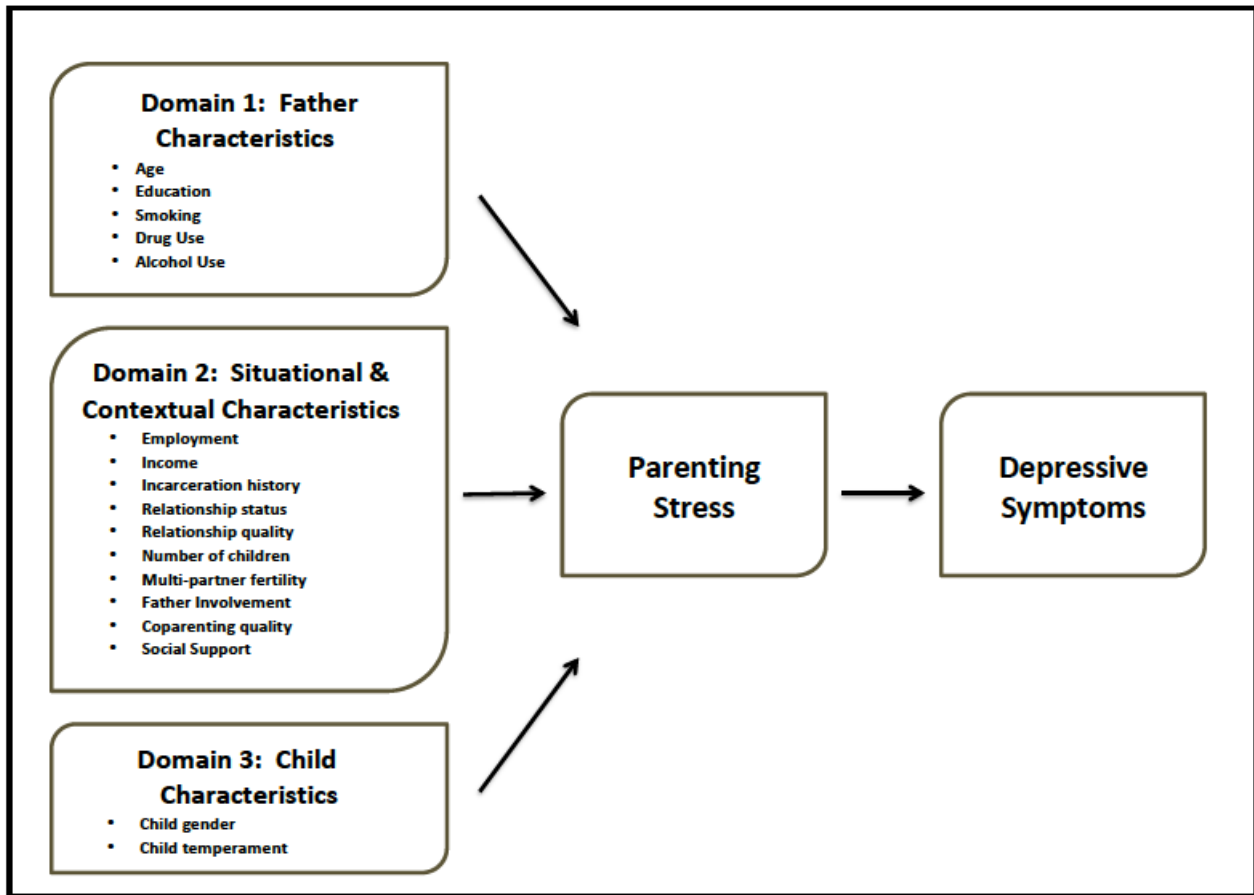 Domain 1:  Father
Characteristics
• Age
• Education
• Smoking
• Drug Use
• Alcohol Use
Domain 2:  Situational &
Contextual Characteristics
• Employment
• Income
• Incarceration history
• Relationship status
• Relationship quality
• Number of children
• Multi-partner fertility
• Father Involvement
• Coparenting quality
• Social Support
Domain 3:  Child
Characteristics
• Child gender
• Child temperament
Parenting
Stress
Depressive
Symptoms